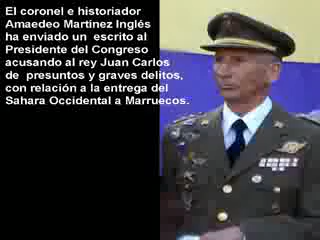 El coronel e historiador
Amaedeo Martinez Inglés
ha enviado un escrito al
Presidente del Congreso
acusando al rey Juan Carlos
de presuntos y graves delitos,
con relación a la entrega del
Sahara Occidental a Marruecos.